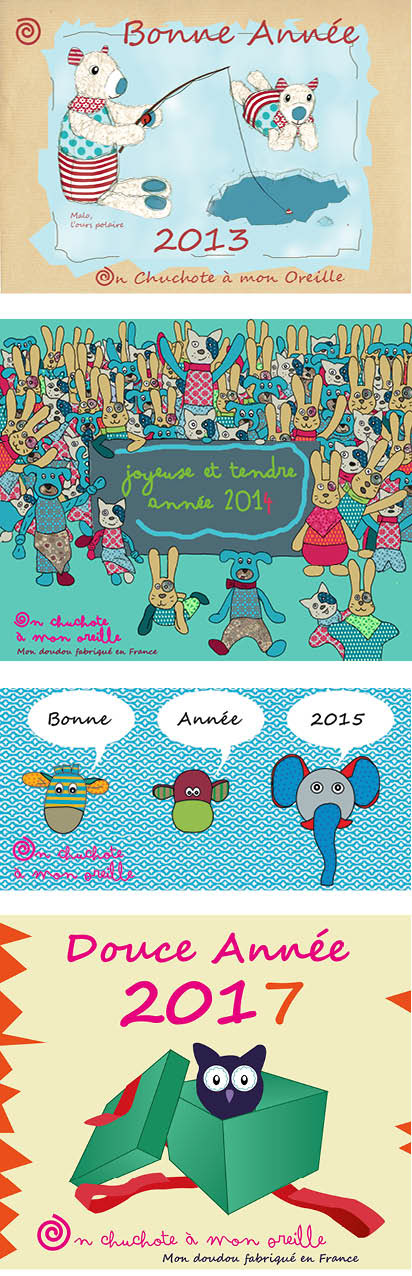 Bonne Année
Malo,
l'ours polaire
2013
On Chuchote à mon Oreille
joyeuse et tendre
année 2014
On chuchote
à mon oreille
Mon doudou fabriqué en France
Bonne
Année
2015
On chuchote
à mon oreille
Douce Année
2017
On chuchote à mon oreille
Mon doudou fabriqué en France